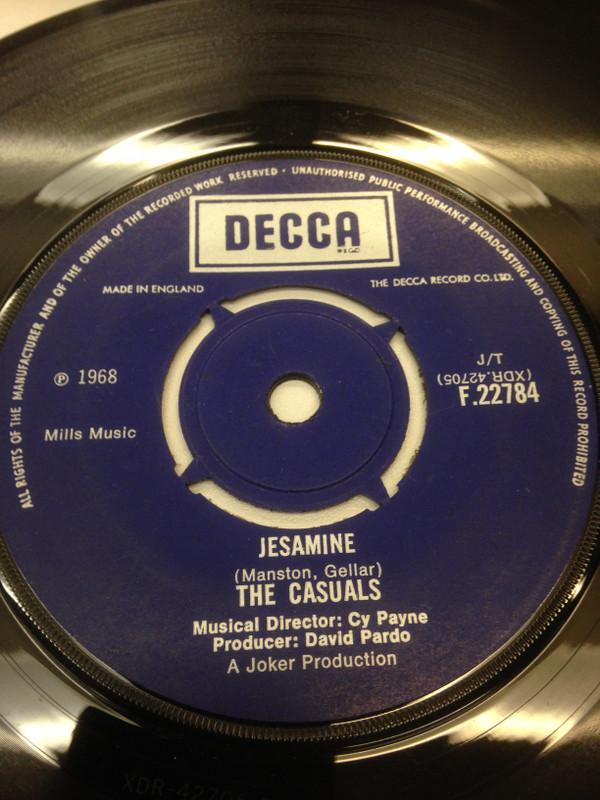 ALL RIGHTS OF THE MANUFACTURER AND OF THE OWNER OF THE RECORDED WORK RESERVED · UNAUTHORISED PUBLIC PERFORMANCE BROADCASTING AND COPYING OF THIS RECORD PROHIBITED
DECCA
MADE IN ENGLAND
THE DECCA RECORD CO. LTD.
℗ 1968
J/T
(XDR.42705)
F.22784
Mills Music
JESAMINE
(Manston, Gellar)
THE CASUALS
Musical Director: Cy Payne
Producer: David Pardo
A Joker Production
XDR-42705